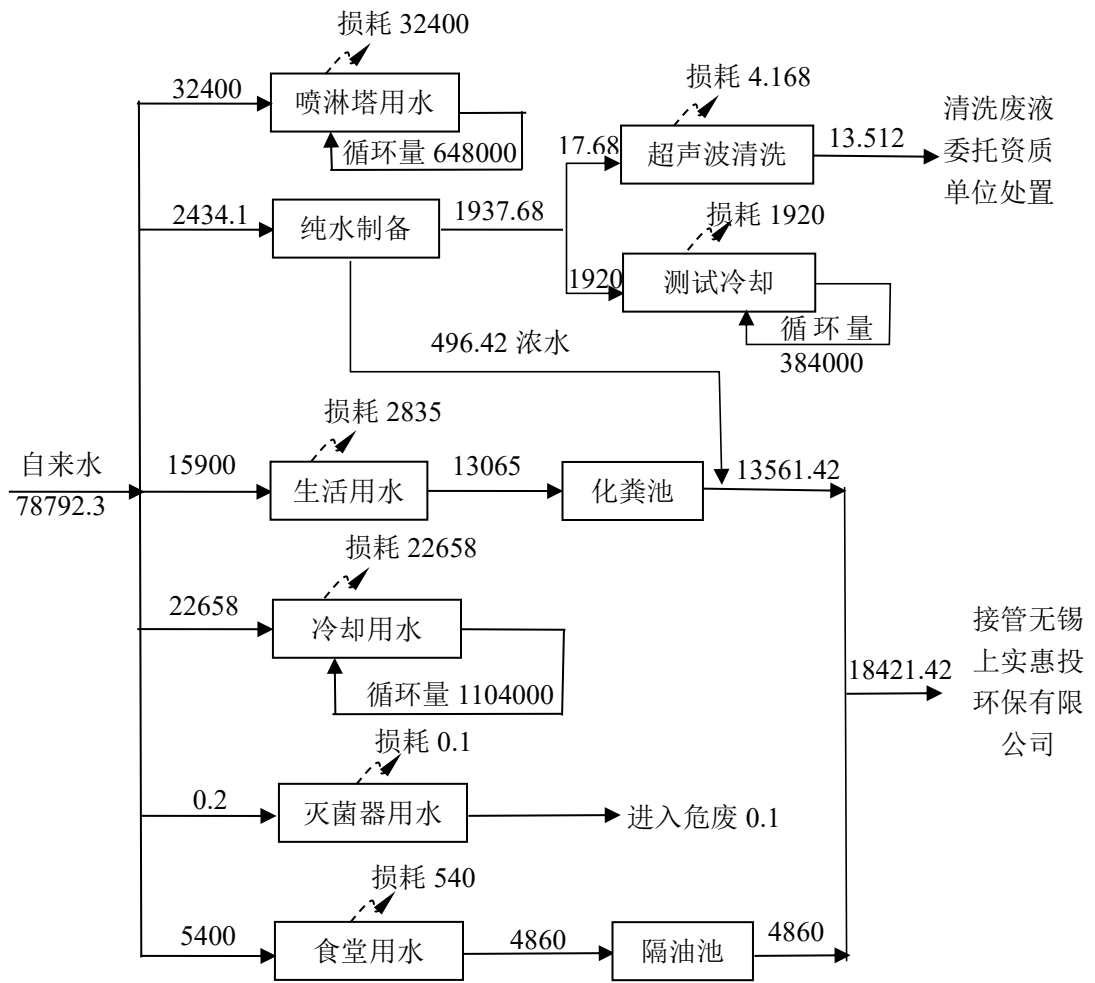 损耗 32400
32400
喷淋塔用水
循环量 648000
损耗 4.168
17.68
超声波清洗
13.512
清洗废液
委托资质
单位处置
2434.1
纯水制备
1937.68
损耗 1920
1920
测试冷却
循环量
384000
496.42 浓水
损耗 2835
自来水
78792.3
15900
生活用水
13065
化粪池
13561.42
损耗 22658
22658
冷却用水
循环量 1104000
18421.42
接管无锡
上实惠投
环保有限
公司
损耗 0.1
0.2
灭菌器用水
进入危废 0.1
损耗 540
5400
食堂用水
4860
隔油池
4860